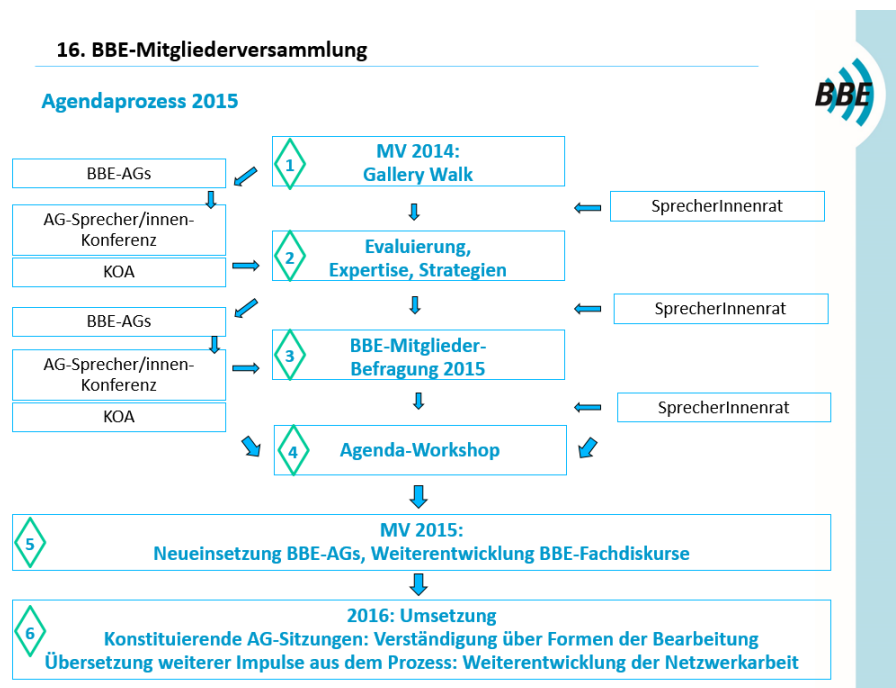 16. BBE-Mitgliederversammlung
BBE
Agendaprozess 2015
1
MV 2014:
Gallery Walk
BBE-AGs
SprecherInnenrat
AG-Sprecher/innen-
Konferenz
KOA
2
Evaluierung,
Expertise, Strategien
BBE-AGs
SprecherInnenrat
AG-Sprecher/innen-
Konferenz
KOA
3
BBE-Mitglieder-
Befragung 2015
SprecherInnenrat
4
Agenda-Workshop
5
MV 2015:
Neueinsetzung BBE-AGs, Weiterentwicklung BBE-Fachdiskurse
6
2016: Umsetzung
Konstituierende AG-Sitzungen: Verständigung über Formen der Bearbeitung
Übersetzung weiterer Impulse aus dem Prozess: Weiterentwicklung der Netzwerkarbeit